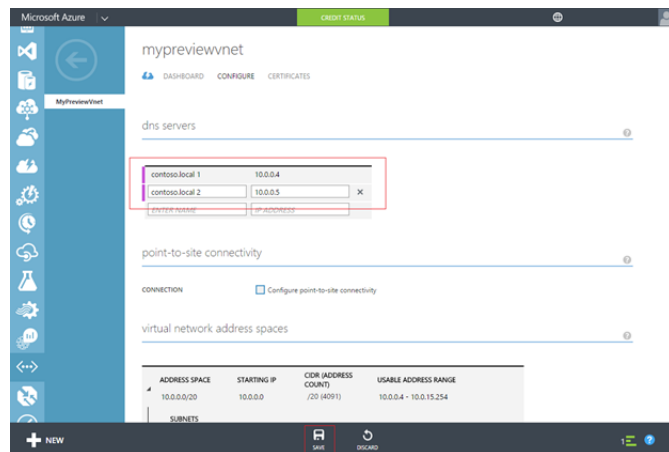 Microsoft Azure
CREDIT STATUS
mypreviewvnet
DASHBOARD CONFIGURE CERTIFICATES
MyPreviewVnet
dns servers
contoso.local 1 10.0.0.4
contoso.local 2 10.0.0.5
ENTER NAME IP ADDRESS
point-to-site connectivity
CONNECTION Configure point-to-site connectivity
virtual network address spaces
ADDRESS SPACE STARTING IP CIDR (ADDRESS COUNT) USABLE ADDRESS RANGE
10.0.0.0/20 10.0.0.0 /20 (4091) 10.0.0.4 - 10.0.15.254
SUBNETS
NEW SAVE DISCARD 1